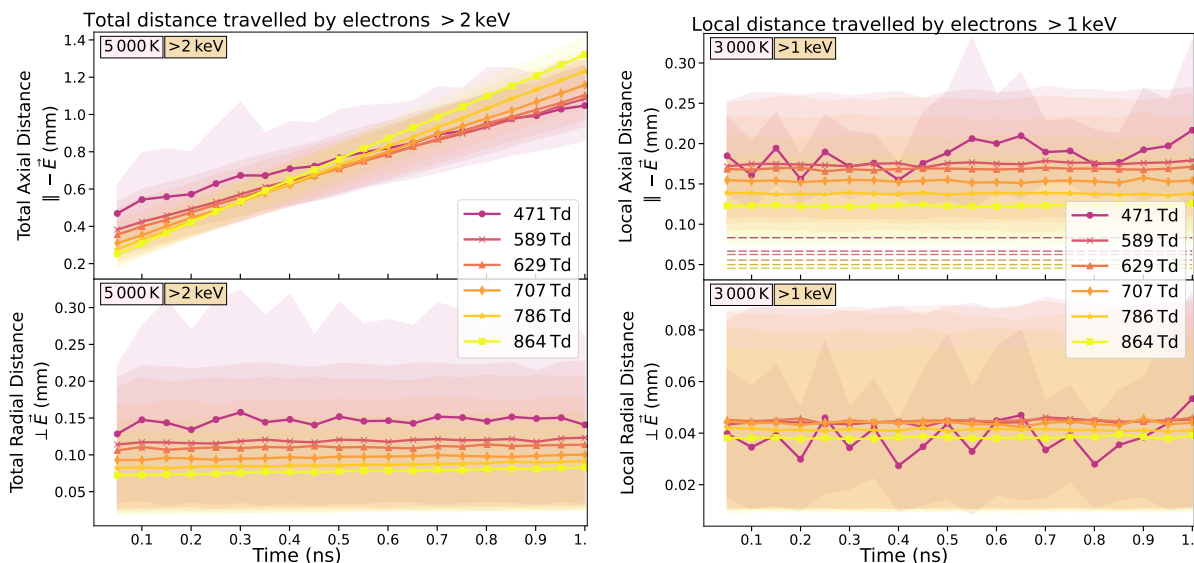 Total distance travelled by electrons > 2 keV
5 000 K >2 keV
Total Axial Distance
∥ − E⃗ (mm)
1.4
1.2
1.0
0.8
0.6
0.4
0.2
5 000 K >2 keV
Total Radial Distance
⊥ E⃗ (mm)
0.30
0.25
0.20
0.15
0.10
0.05
471 Td
589 Td
629 Td
707 Td
786 Td
864 Td
0.1 0.2 0.3 0.4 0.5 0.6 0.7 0.8 0.9 1.
Time (ns)
Local distance travelled by electrons > 1 keV
3 000 K >1 keV
Local Axial Distance
∥ − E⃗ (mm)
0.30
0.25
0.20
0.15
0.10
0.05
3 000 K >1 keV
Local Radial Distance
⊥ E⃗ (mm)
0.08
0.06
0.04
0.02
471 Td
589 Td
629 Td
707 Td
786 Td
864 Td
0.1 0.2 0.3 0.4 0.5 0.6 0.7 0.8 0.9 1.
Time (ns)